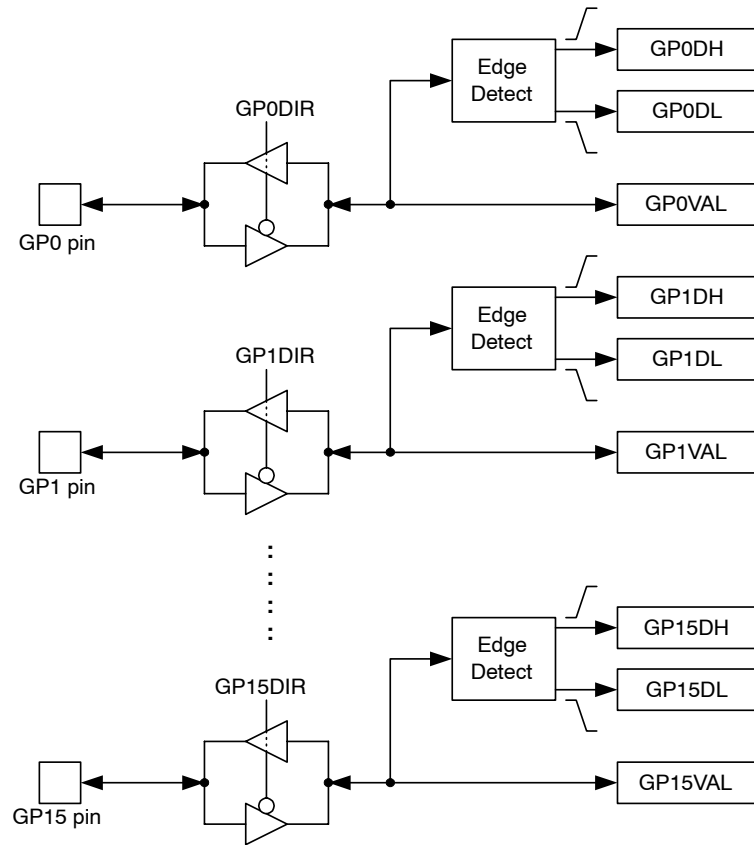 GP0DH
Edge
Detect
GP0DL
GP0DIR
GP0VAL
GP0 pin
GP1DH
Edge
Detect
GP1DL
GP1DIR
GP1VAL
GP1 pin
GP15DH
Edge
Detect
GP15DL
GP15DIR
GP15VAL
GP15 pin